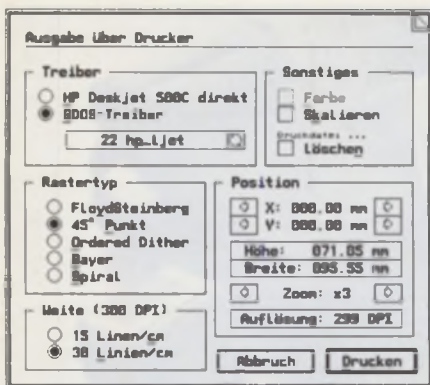 Ausgabe über Drucker
Treiber
HP Deskjet 500C direkt
GDOS-Treiber
22 hp_ljet
Sonstiges
Farbe
Skalieren
Druckdatei ...
Löschen
Rastertyp
FloydSteinberg
45° Punkt
Ordered Dither
Bayer
Spiral
Weite (300 DPI)
15 Linen/cm
30 Linien/cm
Position
X: 000.00 mm
Y: 000.00 mm
Höhe: 071.05 mm
Breite: 095.55 mm
Zoom: x3
Auflösung: 299 DPI
Abbruch
Drucken